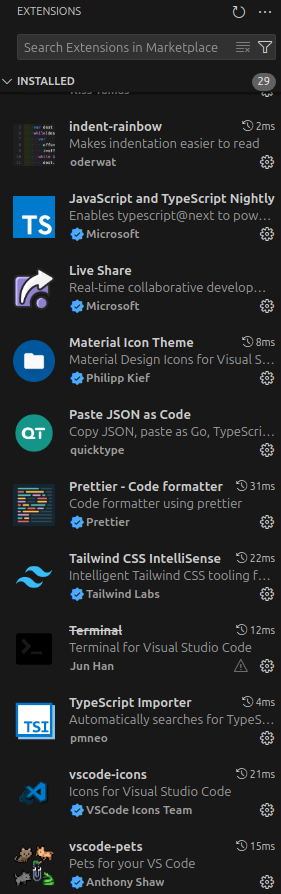 EXTENSIONS
Search Extensions in Marketplace
INSTALLED 29
indent-rainbow 2ms
Makes indentation easier to read
oderwat
TS
JavaScript and TypeScript Nightly
Enables typescript@next to pow...
Microsoft
Live Share
Real-time collaborative develop...
Microsoft
Material Icon Theme 8ms
Material Design Icons for Visual S...
Philipp Kief
QT
Paste JSON as Code
Copy JSON, paste as Go, TypeScri...
quicktype
Prettier - Code formatter 31ms
Code formatter using prettier
Prettier
Tailwind CSS IntelliSense 22ms
Intelligent Tailwind CSS tooling f...
Tailwind Labs
Terminal 12ms
Terminal for Visual Studio Code
Jun Han
TSI
TypeScript Importer 4ms
Automatically searches for TypeS...
pmneo
vscode-icons 21ms
Icons for Visual Studio Code
VSCode Icons Team
vscode-pets 15ms
Pets for your VS Code
Anthony Shaw